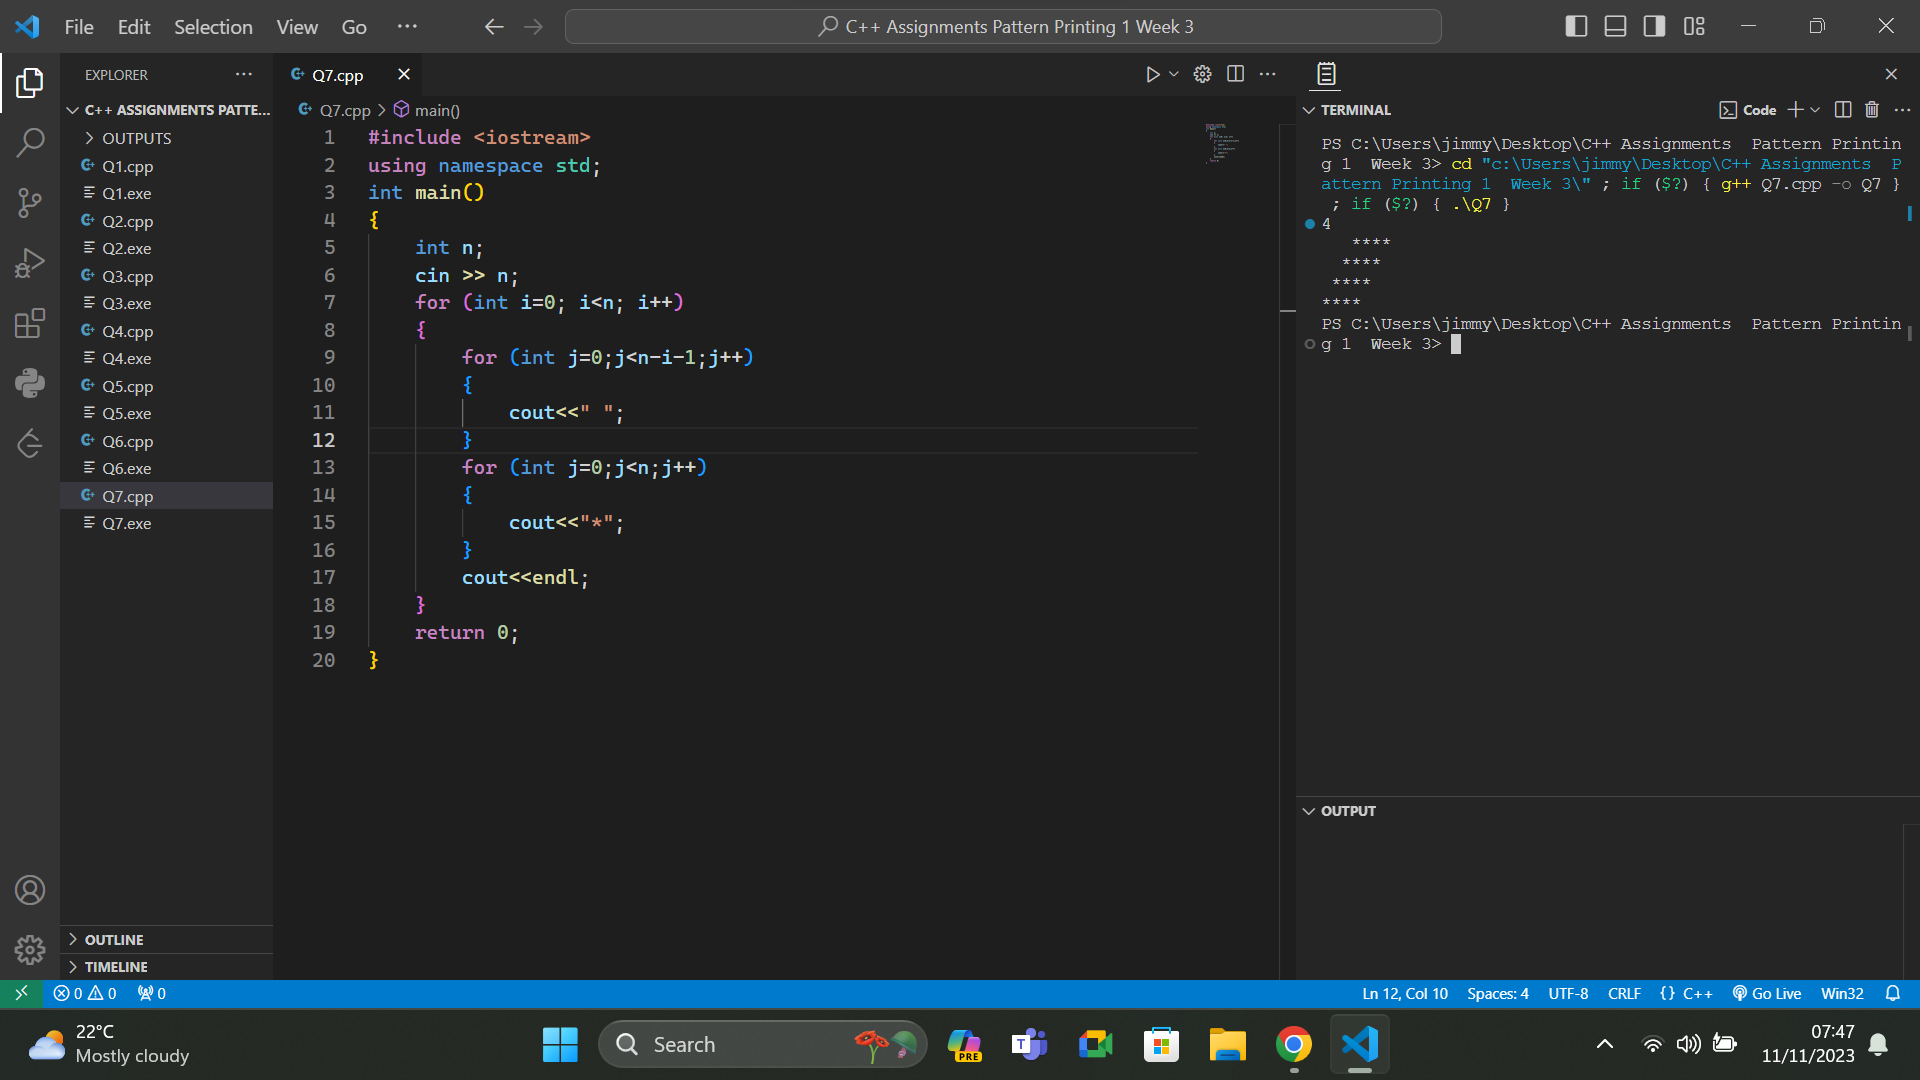 File Edit Selection View Go ···
C++ Assignments Pattern Printing 1 Week 3
EXPLORER ···
C++ ASSIGNMENTS PATTE...
OUTPUTS
Q1.cpp
Q1.exe
Q2.cpp
Q2.exe
Q3.cpp
Q3.exe
Q4.cpp
Q4.exe
Q5.cpp
Q5.exe
Q6.cpp
Q6.exe
Q7.cpp
Q7.exe
OUTLINE
TIMELINE
Q7.cpp
Q7.cpp > main()
1 #include <iostream>
2 using namespace std;
3 int main()
4 {
5     int n;
6     cin >> n;
7     for (int i=0; i<n; i++)
8     {
9         for (int j=0;j<n-i-1;j++)
10         {
11             cout<<" ";
12         }
13         for (int j=0;j<n;j++)
14         {
15             cout<<"*";
16         }
17         cout<<endl;
18     }
19     return 0;
20 }
TERMINAL
Code
PS C:\Users\jimmy\Desktop\C++ Assignments  Pattern Printin
g 1  Week 3> cd "c:\Users\jimmy\Desktop\C++ Assignments  P
attern Printing 1  Week 3\" ; if ($?) { g++ Q7.cpp -o Q7 }
 ; if ($?) { .\Q7 }
4
   ****
  ****
 ****
****
PS C:\Users\jimmy\Desktop\C++ Assignments  Pattern Printin
g 1  Week 3>
OUTPUT
0 0 0
Ln 12, Col 10 Spaces: 4 UTF-8 CRLF {} C++ Go Live Win32
22°C
Mostly cloudy
Search
PRE
T
07:47
11/11/2023